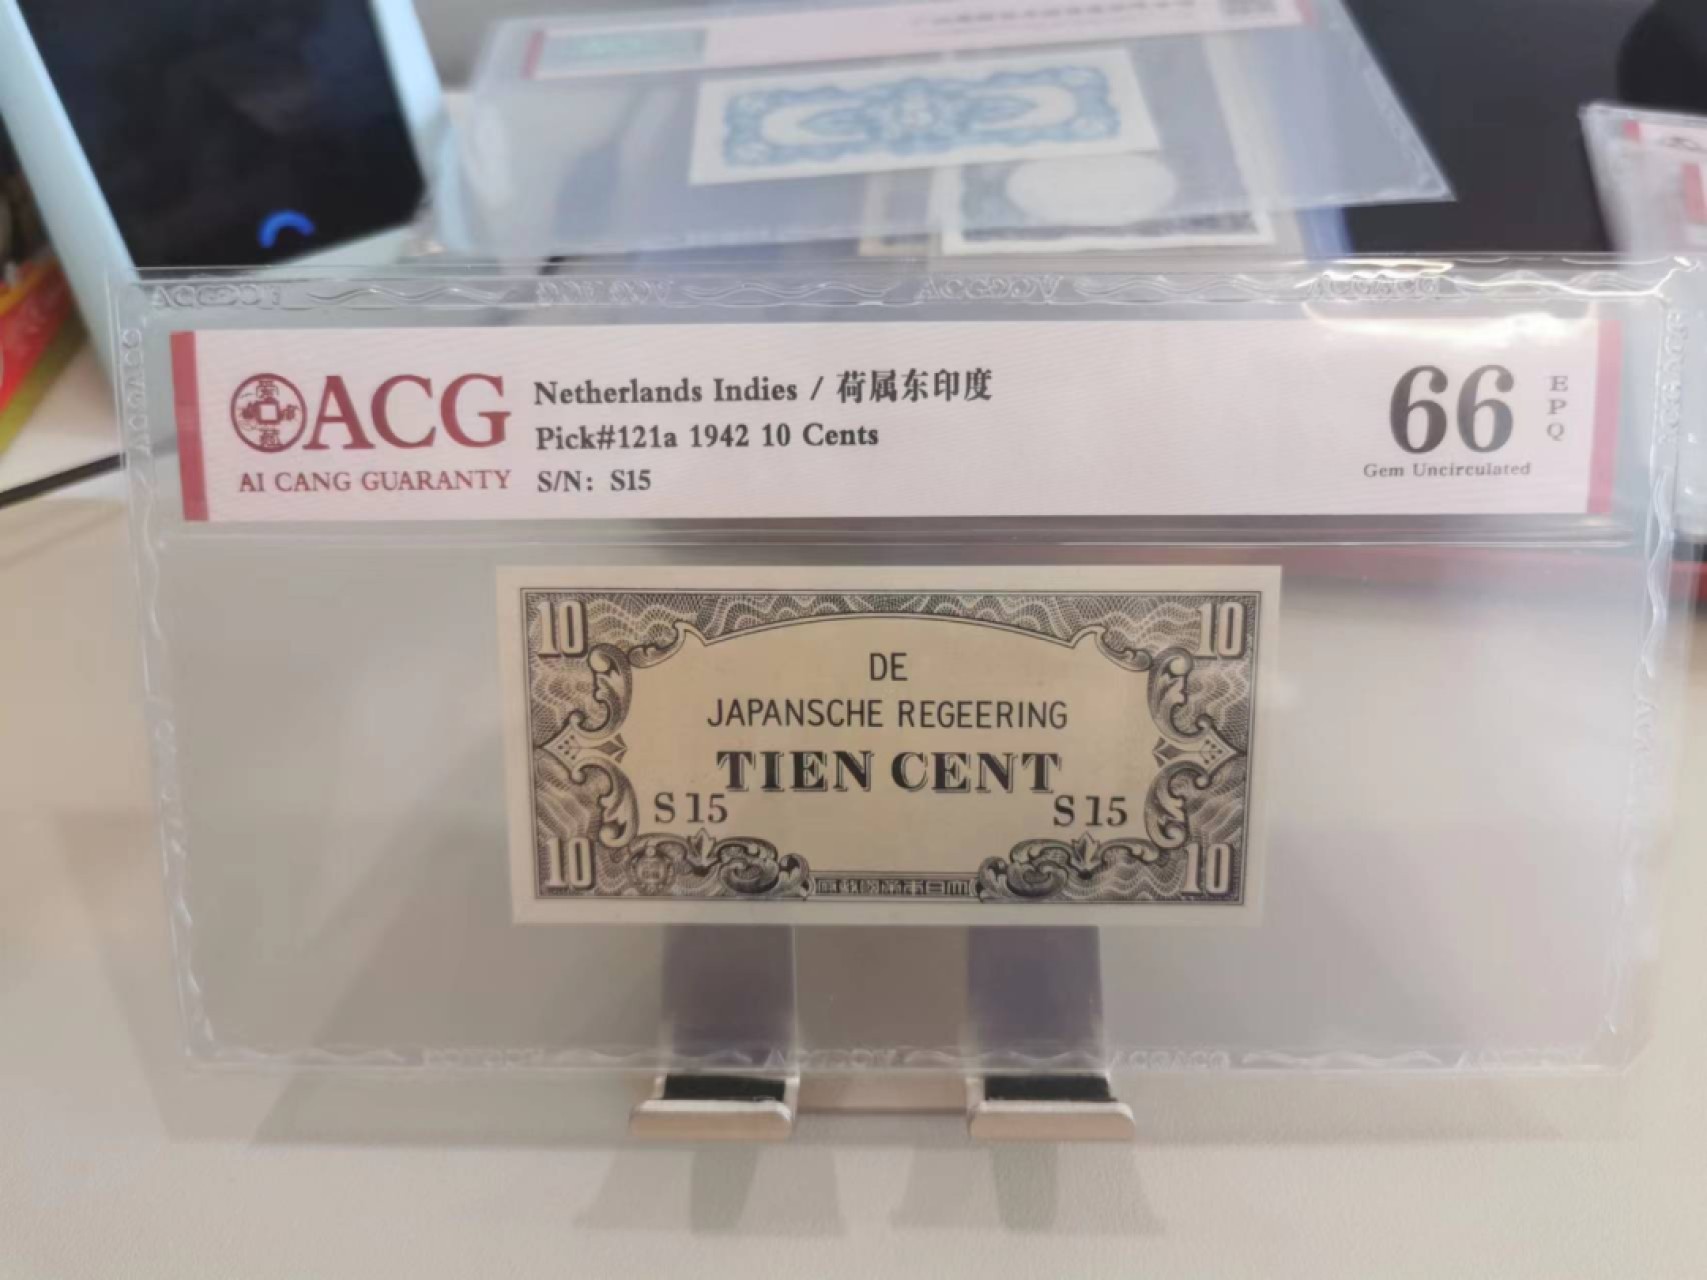 ACG
AI CANG GUARANTY
Netherlands Indies / 荷属东印度
Pick#121a 1942 10 Cents
S/N: S15
66
EPQ
Gem Uncirculated
10 10
DE
JAPANSCHE REGEERING
TIEN CENT
S15 S15
10 10